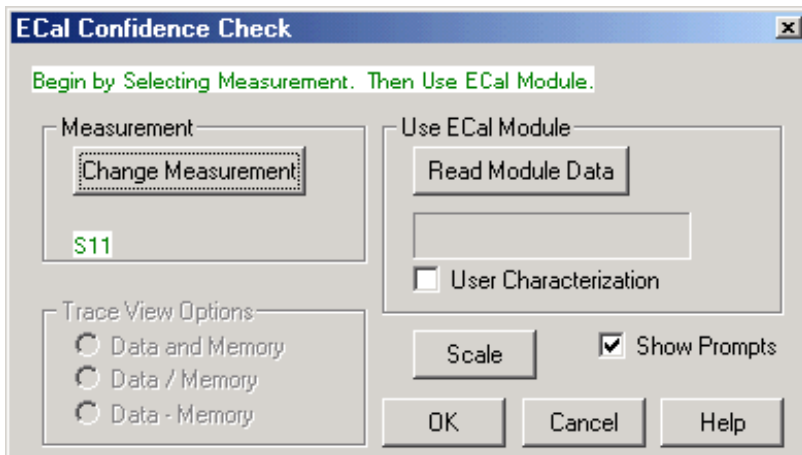 ECal Confidence Check
Begin by Selecting Measurement. Then Use ECal Module.
Measurement
Change Measurement
S11
Use ECal Module
Read Module Data
User Characterization
Trace View Options
Data and Memory
Data / Memory
Data - Memory
Scale
Show Prompts
OK
Cancel
Help